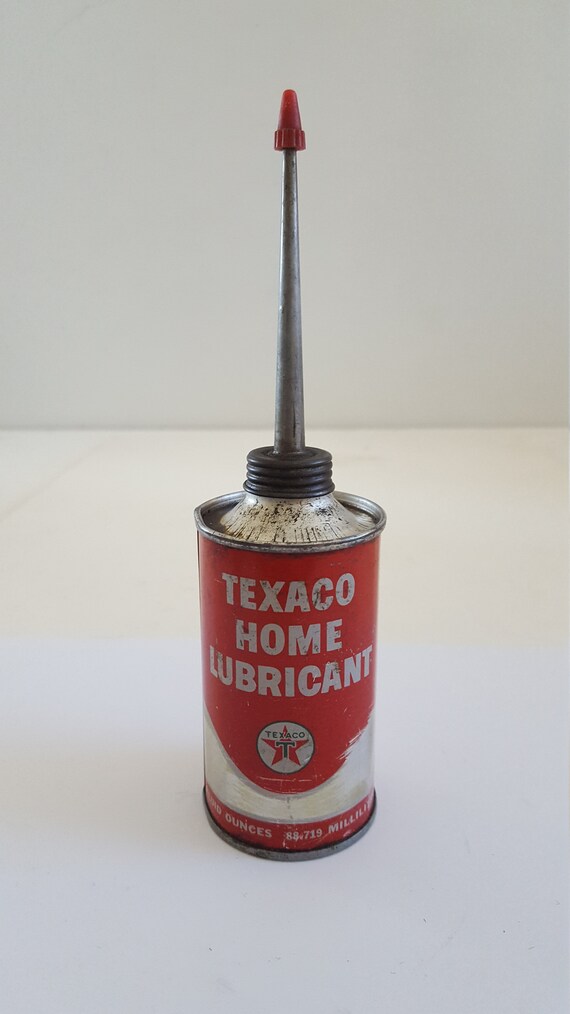 TEXACO
HOME
LUBRICANT
TEXACO
T
OUNCES 88.719